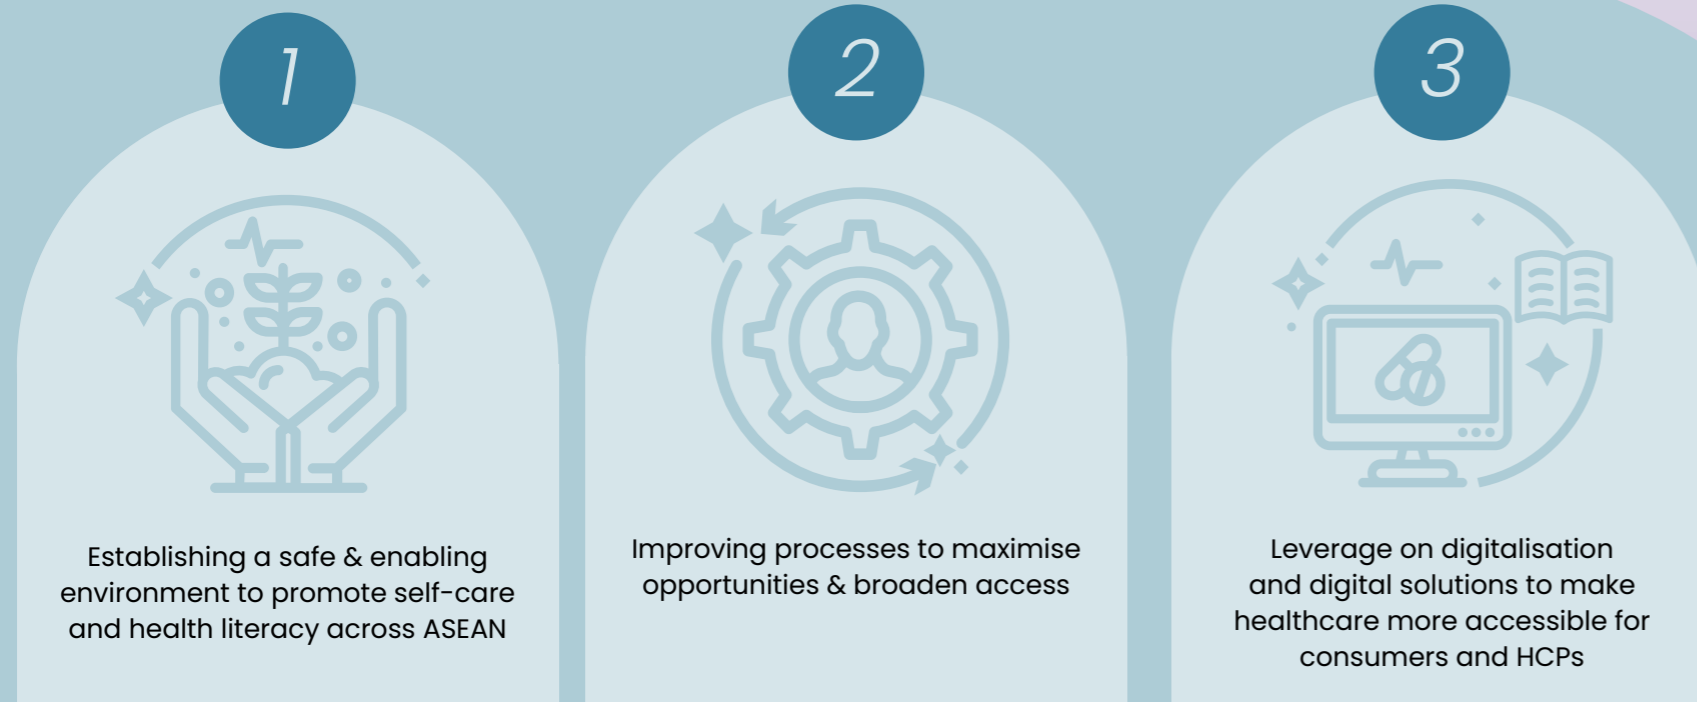 1
Establishing a safe & enabling
environment to promote self-care
and health literacy across ASEAN
2
Improving processes to maximise
opportunities & broaden access
3
Leverage on digitalisation
and digital solutions to make
healthcare more accessible for
consumers and HCPs